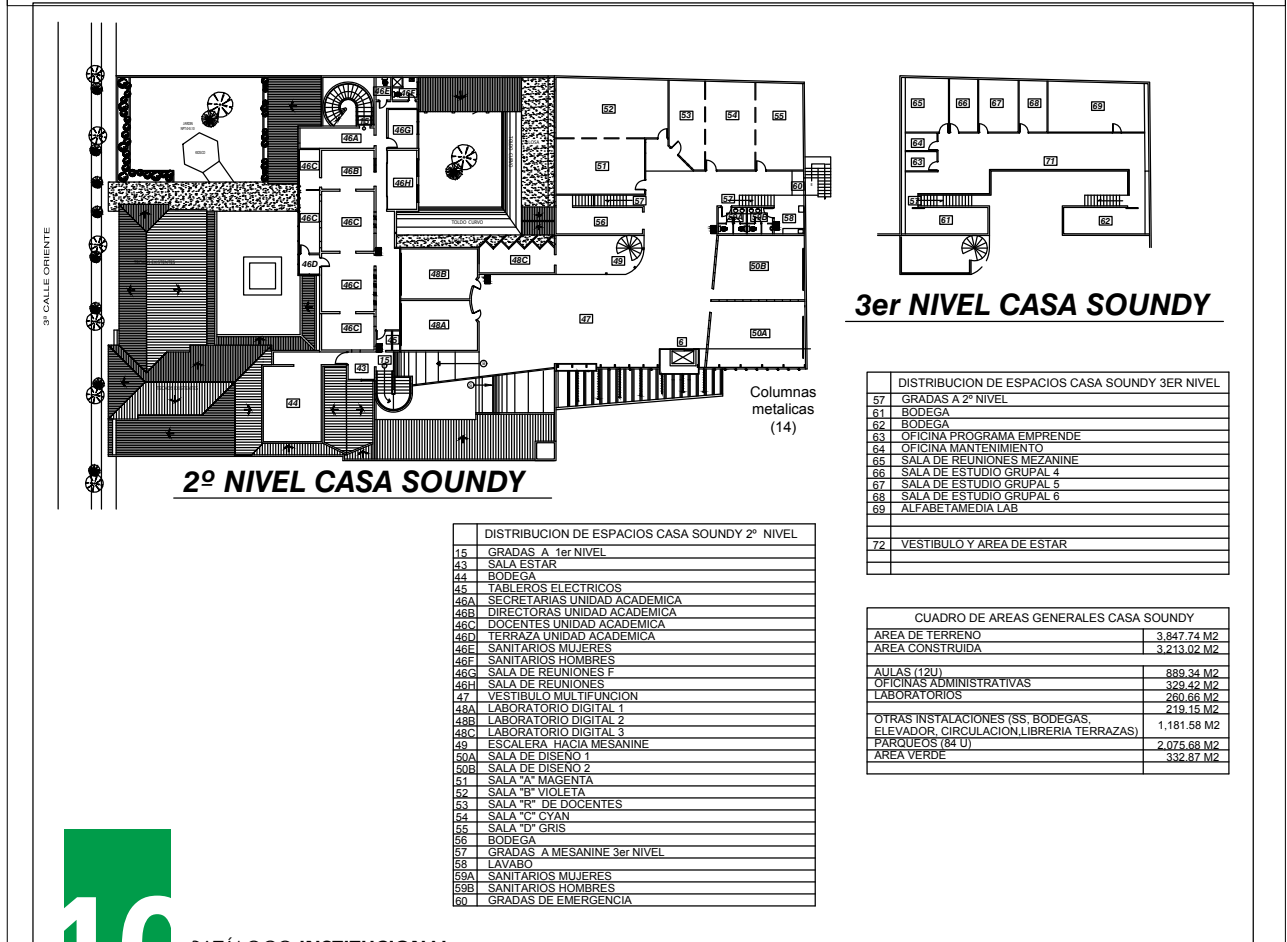 3ª CALLE ORIENTE
46E
46F
46G
46A
46C
46B
46H
46C
46C
46D
46C
46C
45
15
43
44
TOLDO CURVO
48C
48B
48A
52
53
54
55
51
57
56
49
47
6
60
57
58
50B
50A
Columnas
metalicas
(14)
2º NIVEL CASA SOUNDY
65
66
67
68
69
64
63
71
57
61
62
3er NIVEL CASA SOUNDY
DISTRIBUCION DE ESPACIOS CASA SOUNDY 3ER NIVEL
57 GRADAS A 2º NIVEL
61 BODEGA
62 BODEGA
63 OFICINA PROGRAMA EMPRENDE
64 OFICINA MANTENIMIENTO
65 SALA DE REUNIONES MEZANINE
66 SALA DE ESTUDIO GRUPAL 4
67 SALA DE ESTUDIO GRUPAL 5
68 SALA DE ESTUDIO GRUPAL 6
69 ALFABETAMEDIA LAB
72 VESTIBULO Y AREA DE ESTAR
DISTRIBUCION DE ESPACIOS CASA SOUNDY 2º NIVEL
15 GRADAS A 1er NIVEL
43 SALA ESTAR
44 BODEGA
45 TABLEROS ELECTRICOS
46A SECRETARIAS UNIDAD ACADEMICA
46B DIRECTORAS UNIDAD ACADEMICA
46C DOCENTES UNIDAD ACADEMICA
46D TERRAZA UNIDAD ACADEMICA
46E SANITARIOS MUJERES
46F SANITARIOS HOMBRES
46G SALA DE REUNIONES F
46H SALA DE REUNIONES
47 VESTIBULO MULTIFUNCION
48A LABORATORIO DIGITAL 1
48B LABORATORIO DIGITAL 2
48C LABORATORIO DIGITAL 3
49 ESCALERA HACIA MESANINE
50A SALA DE DISEÑO 1
50B SALA DE DISEÑO 2
51 SALA "A" MAGENTA
52 SALA "B" VIOLETA
53 SALA "R" DE DOCENTES
54 SALA "C" CYAN
55 SALA "D" GRIS
56 BODEGA
57 GRADAS A MESANINE 3er NIVEL
58 LAVABO
59A SANITARIOS MUJERES
59B SANITARIOS HOMBRES
60 GRADAS DE EMERGENCIA
CUADRO DE AREAS GENERALES CASA SOUNDY
AREA DE TERRENO 3,847.74 M2
AREA CONSTRUIDA 3,213.02 M2
AULAS (12U) 889.34 M2
OFICINAS ADMINISTRATIVAS 329.42 M2
LABORATORIOS 260.66 M2
219.15 M2
OTRAS INSTALACIONES (SS, BODEGAS,
ELEVADOR, CIRCULACION,LIBRERIA TERRAZAS) 1,181.58 M2
PARQUEOS (84 U) 2,075.68 M2
AREA VERDE 332.87 M2